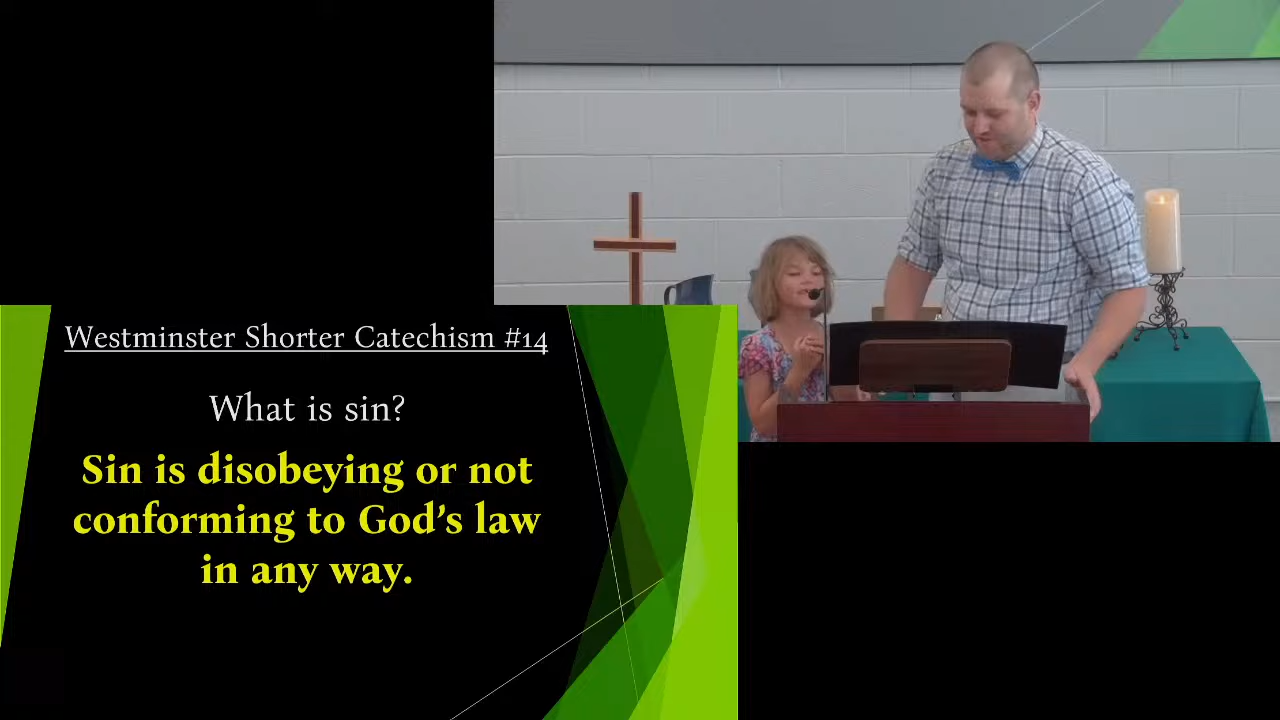 Westminster Shorter Catechism #14
What is sin?
Sin is disobeying or not
conforming to God's law
in any way.